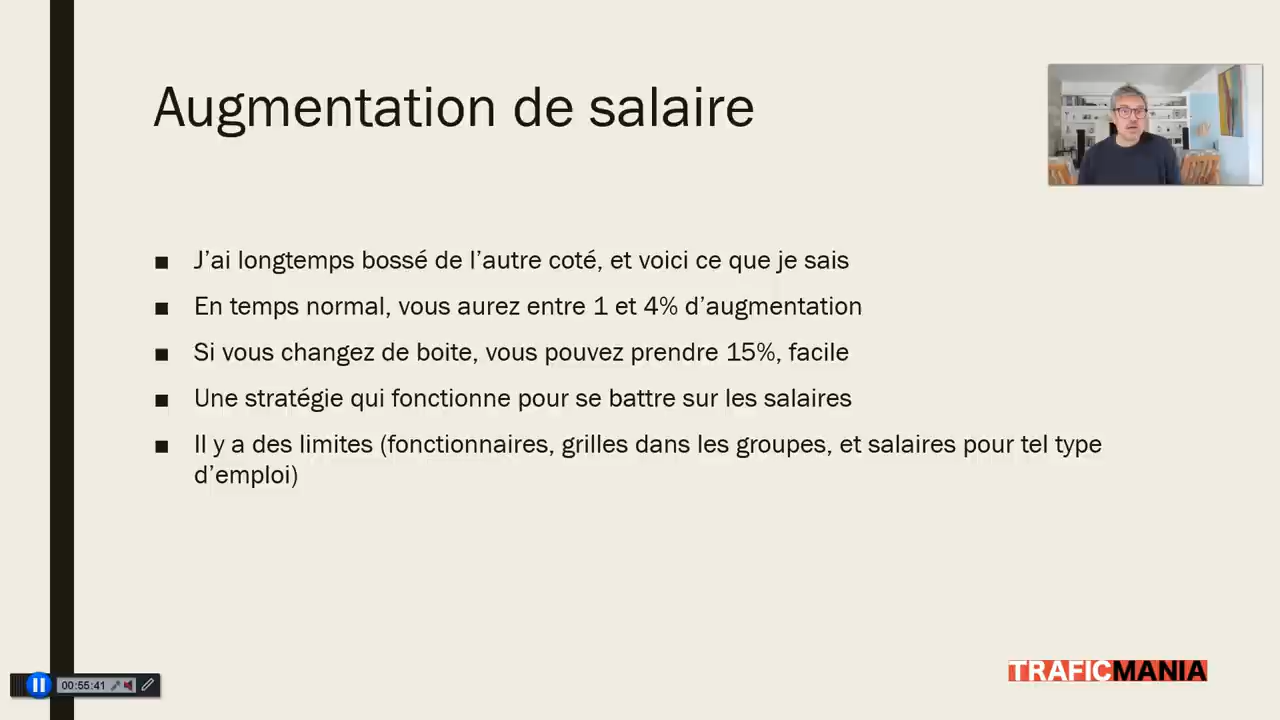 Augmentation de salaire
■ J’ai longtemps bossé de l’autre coté, et voici ce que je sais
■ En temps normal, vous aurez entre 1 et 4% d’augmentation
■ Si vous changez de boite, vous pouvez prendre 15%, facile
■ Une stratégie qui fonctionne pour se battre sur les salaires
■ Il y a des limites (fonctionnaires, grilles dans les groupes, et salaires pour tel type
d’emploi)
00:55:41
TRAFICMANIA